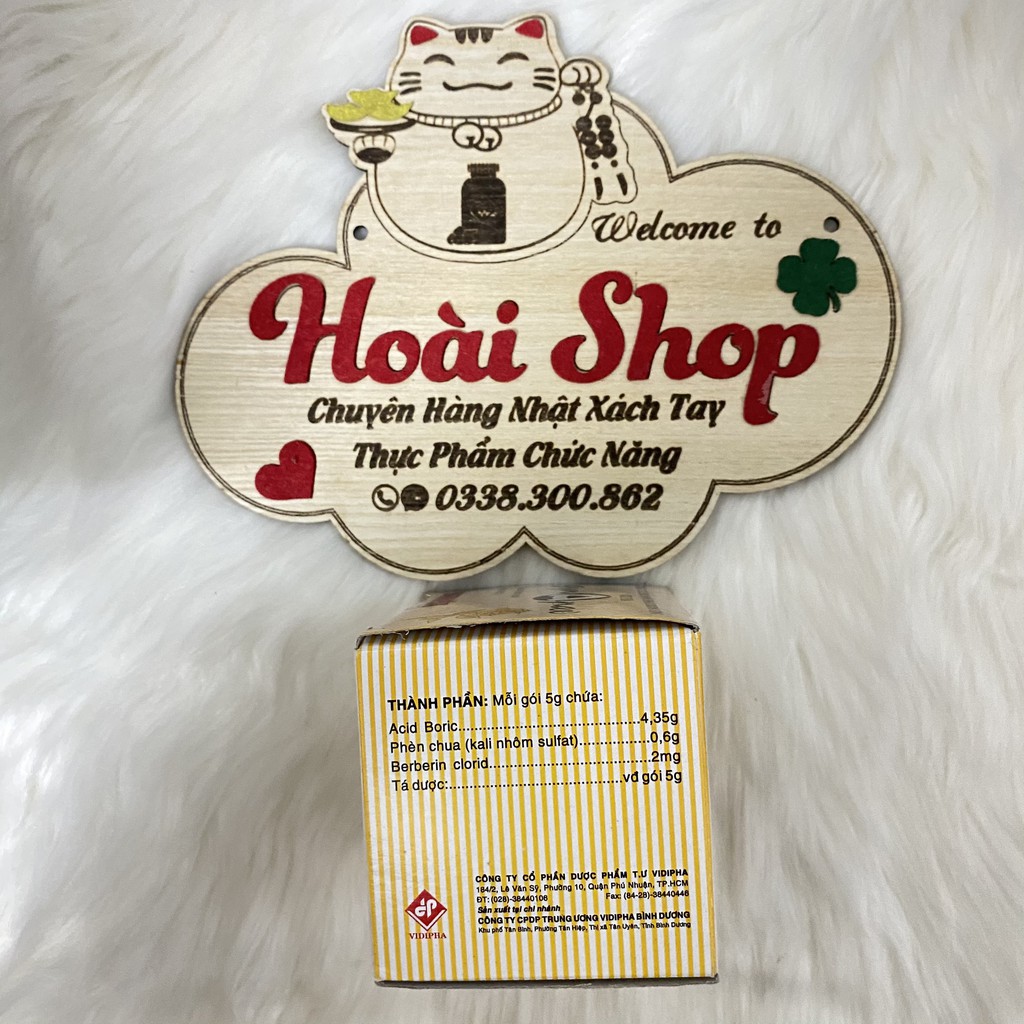 Welcome to
Hoài Shop
Chuyên Hàng Nhật Xách Tay
Thực Phẩm Chức Năng
0338.300.862
THÀNH PHẦN: Mỗi gói 5g chứa:
Acid Boric..........................................4,35g
Phèn chua (kali nhôm sulfat)................0,6g
Berberin clorid.....................................2mg
Tá dược:........................................vđ gói 5g
CÔNG TY CỔ PHẦN DƯỢC PHẨM T.Ư VIDIPHA
184/2, Lê Văn Sỹ, Phường 10, Quận Phú Nhuận, TP.HCM
ĐT: (028)-38440106 Fax: (84-28)-38440446
Sản xuất tại chi nhánh
CÔNG TY CPDP TRUNG ƯƠNG VIDIPHA BÌNH DƯƠNG
Khu phố Tân Bình, Phường Tân Hiệp, Thị xã Tân Uyên, Tỉnh Bình Dương
VIDIPHA